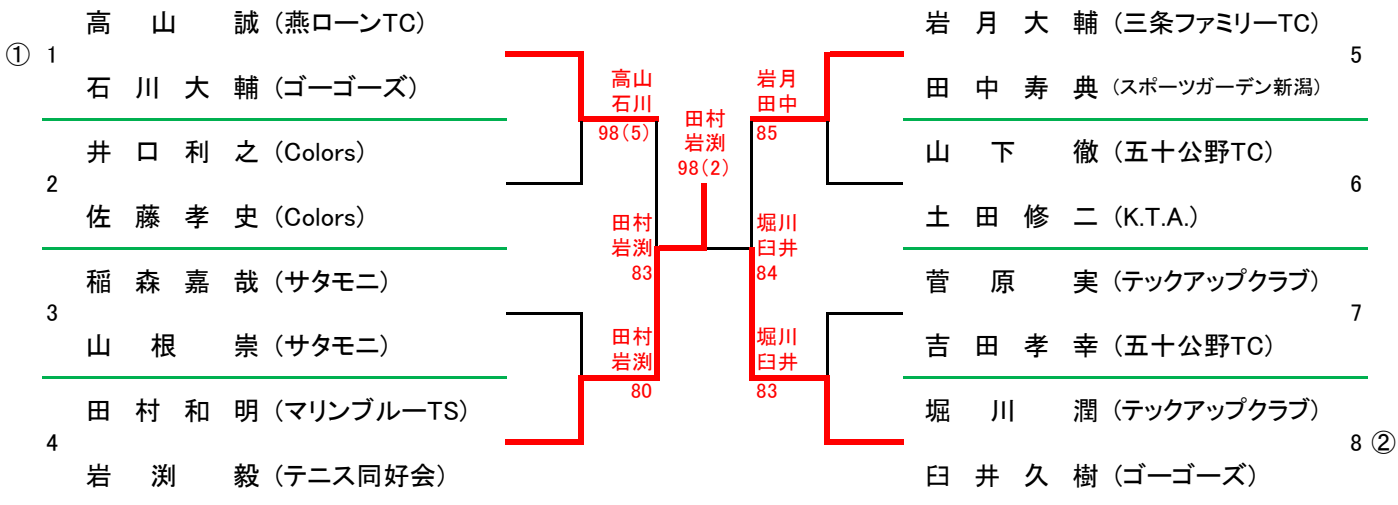 ① 1
高山 誠 (燕ローンTC)
石川大輔 (ゴーゴーズ)
2
井口利之 (Colors)
佐藤孝史 (Colors)
3
稲森嘉哉 (サタモニ)
山根 崇 (サタモニ)
4
田村和明 (マリンブルーTS)
岩渕 毅 (テニス同好会)
高山
石川
98(5)
田村
岩渕
83
田村
岩渕
80
田村
岩渕
98(2)
岩月
田中
85
堀川
臼井
84
堀川
臼井
83
岩月大輔 (三条ファミリーTC)
田中寿典 (スポーツガーデン新潟)
5
山下 徹 (五十公野TC)
土田修二 (K.T.A.)
6
菅原 実 (テックアップクラブ)
吉田孝幸 (五十公野TC)
7
堀川 潤 (テックアップクラブ)
臼井久樹 (ゴーゴーズ)
8 ②